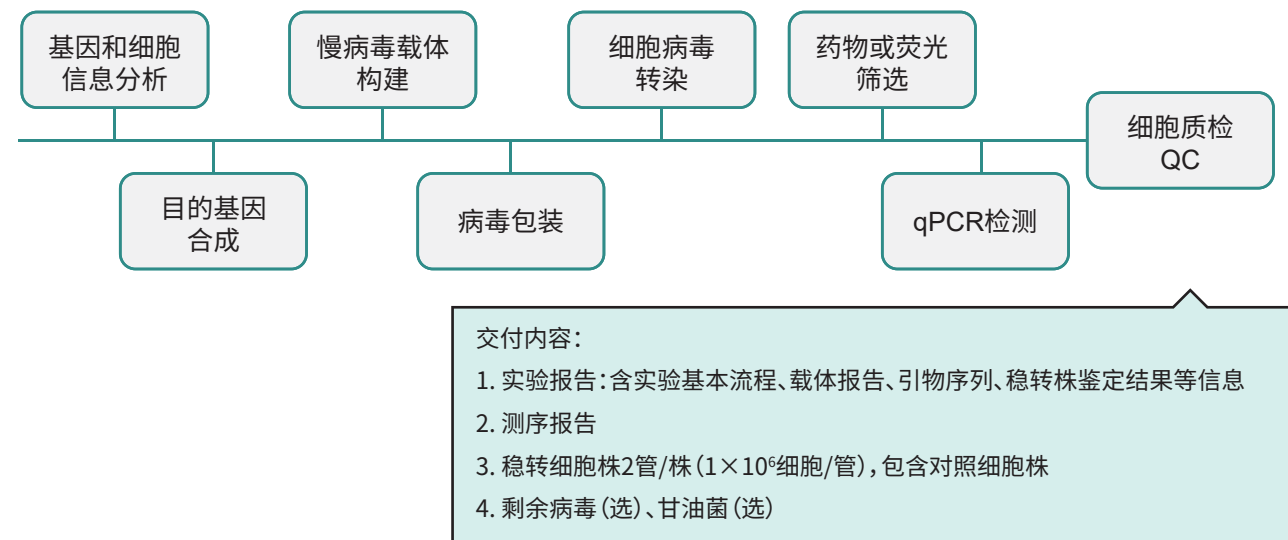 基因和细胞
信息分析
目的基因
合成
慢病毒载体
构建
病毒包装
细胞病毒
转染
药物或荧光
筛选
qPCR检测
细胞质检
QC
交付内容：
1. 实验报告：含实验基本流程、载体报告、引物序列、稳转株鉴定结果等信息
2. 测序报告
3. 稳转细胞株2管/株（1×10⁶细胞/管），包含对照细胞株
4. 剩余病毒（选）、甘油菌（选）